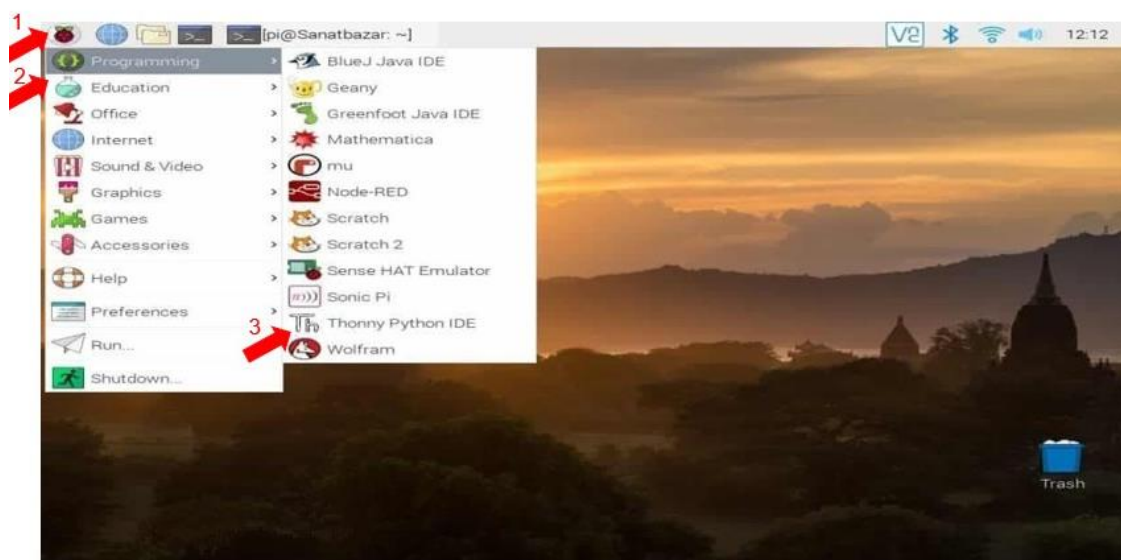 1
[pi@Sanatbazar: ~]
V2
12:12
2
Programming
Education
Office
Internet
Sound & Video
Graphics
Games
Accessories
Help
Preferences
Run...
Shutdown...
BlueJ Java IDE
Geany
Greenfoot Java IDE
Mathematica
mu
Node-RED
Scratch
Scratch 2
Sense HAT Emulator
Sonic Pi
3
Th Thonny Python IDE
Wolfram
Trash